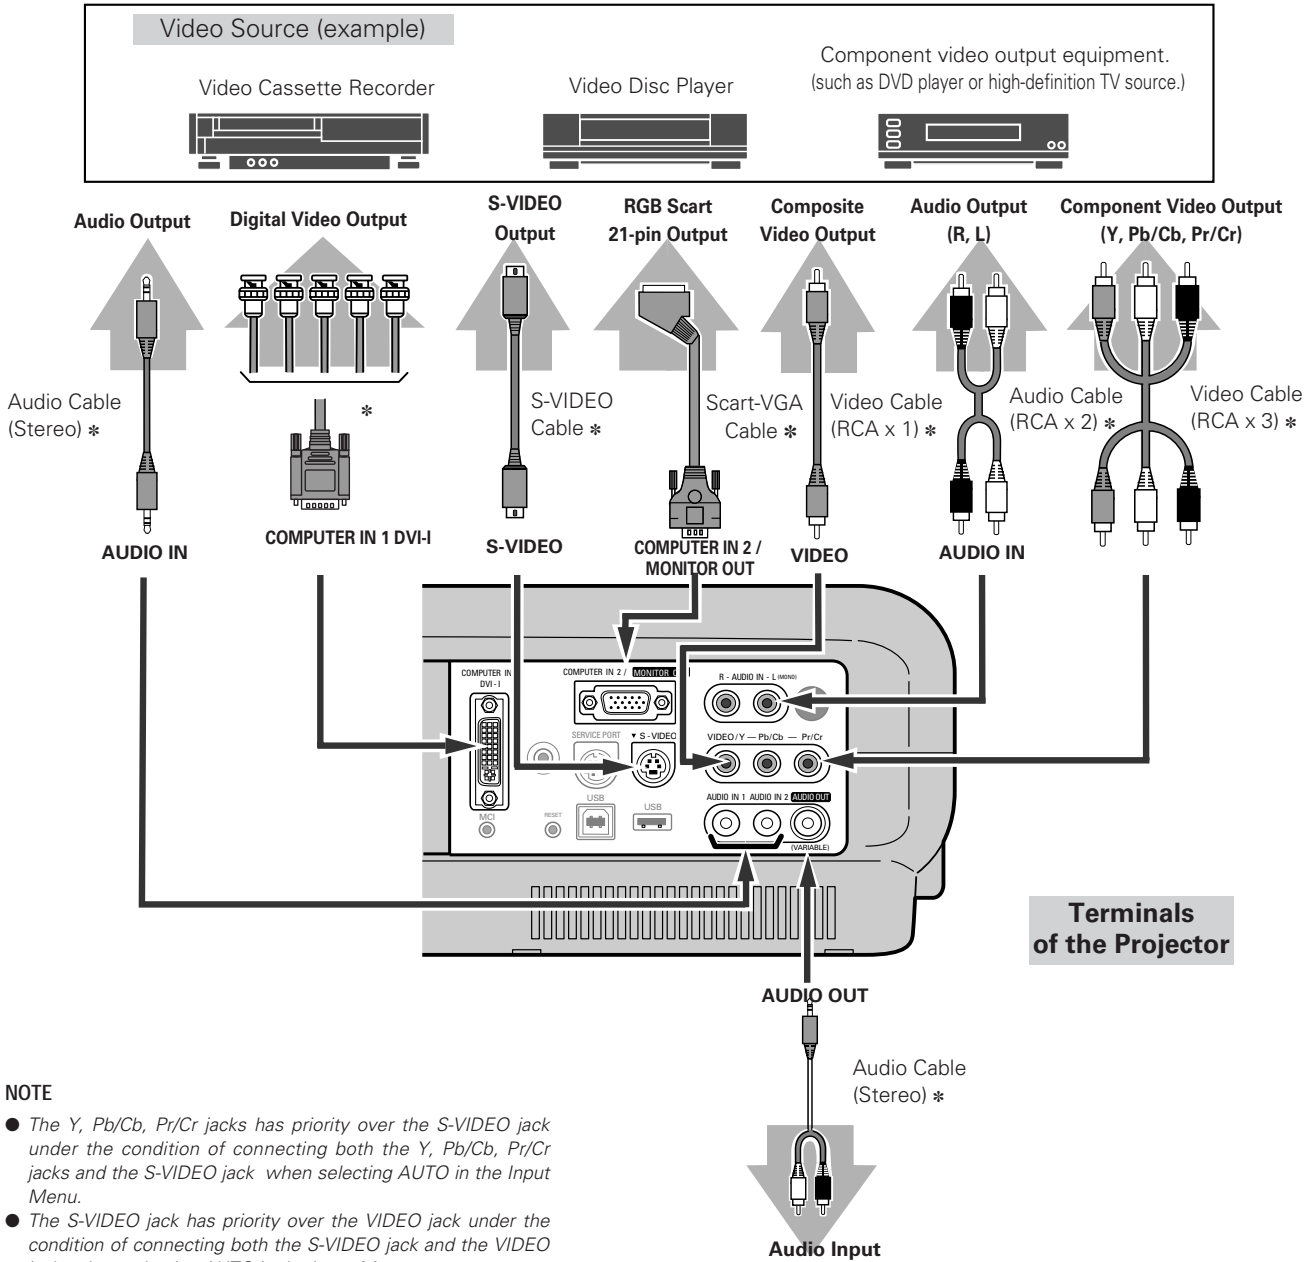 Video Source (example)
Video Cassette Recorder
Video Disc Player
Component video output equipment.
(such as DVD player or high-definition TV source.)
Audio Output
Digital Video Output
S-VIDEO
Output
RGB Scart
21-pin Output
Composite
Video Output
Audio Output
(R, L)
Component Video Output
(Y, Pb/Cb, Pr/Cr)
Audio Cable
(Stereo) *
*
S-VIDEO
Cable *
Scart-VGA
Cable *
Video Cable
(RCA x 1) *
Audio Cable
(RCA x 2) *
Video Cable
(RCA x 3) *
AUDIO IN
COMPUTER IN 1 DVI-I
S-VIDEO
COMPUTER IN 2 /
MONITOR OUT
VIDEO
AUDIO IN
COMPUTER IN
DVI - I
COMPUTER IN 2 / MONITOR
R - AUDIO IN - L (MONO)
SERVICE PORT
▼ S - VIDEO
VIDEO/Y — Pb/Cb — Pr/Cr
USB
USB
MCI
RESET
AUDIO IN 1 AUDIO IN 2 AUDIO OUT
(VARIABLE)
Terminals
of the Projector
AUDIO OUT
Audio Cable
(Stereo) *
Audio Input
NOTE
● The Y, Pb/Cb, Pr/Cr jacks has priority over the S-VIDEO jack
under the condition of connecting both the Y, Pb/Cb, Pr/Cr
jacks and the S-VIDEO jack when selecting AUTO in the Input
Menu.
● The S-VIDEO jack has priority over the VIDEO jack under the
condition of connecting both the S-VIDEO jack and the VIDEO